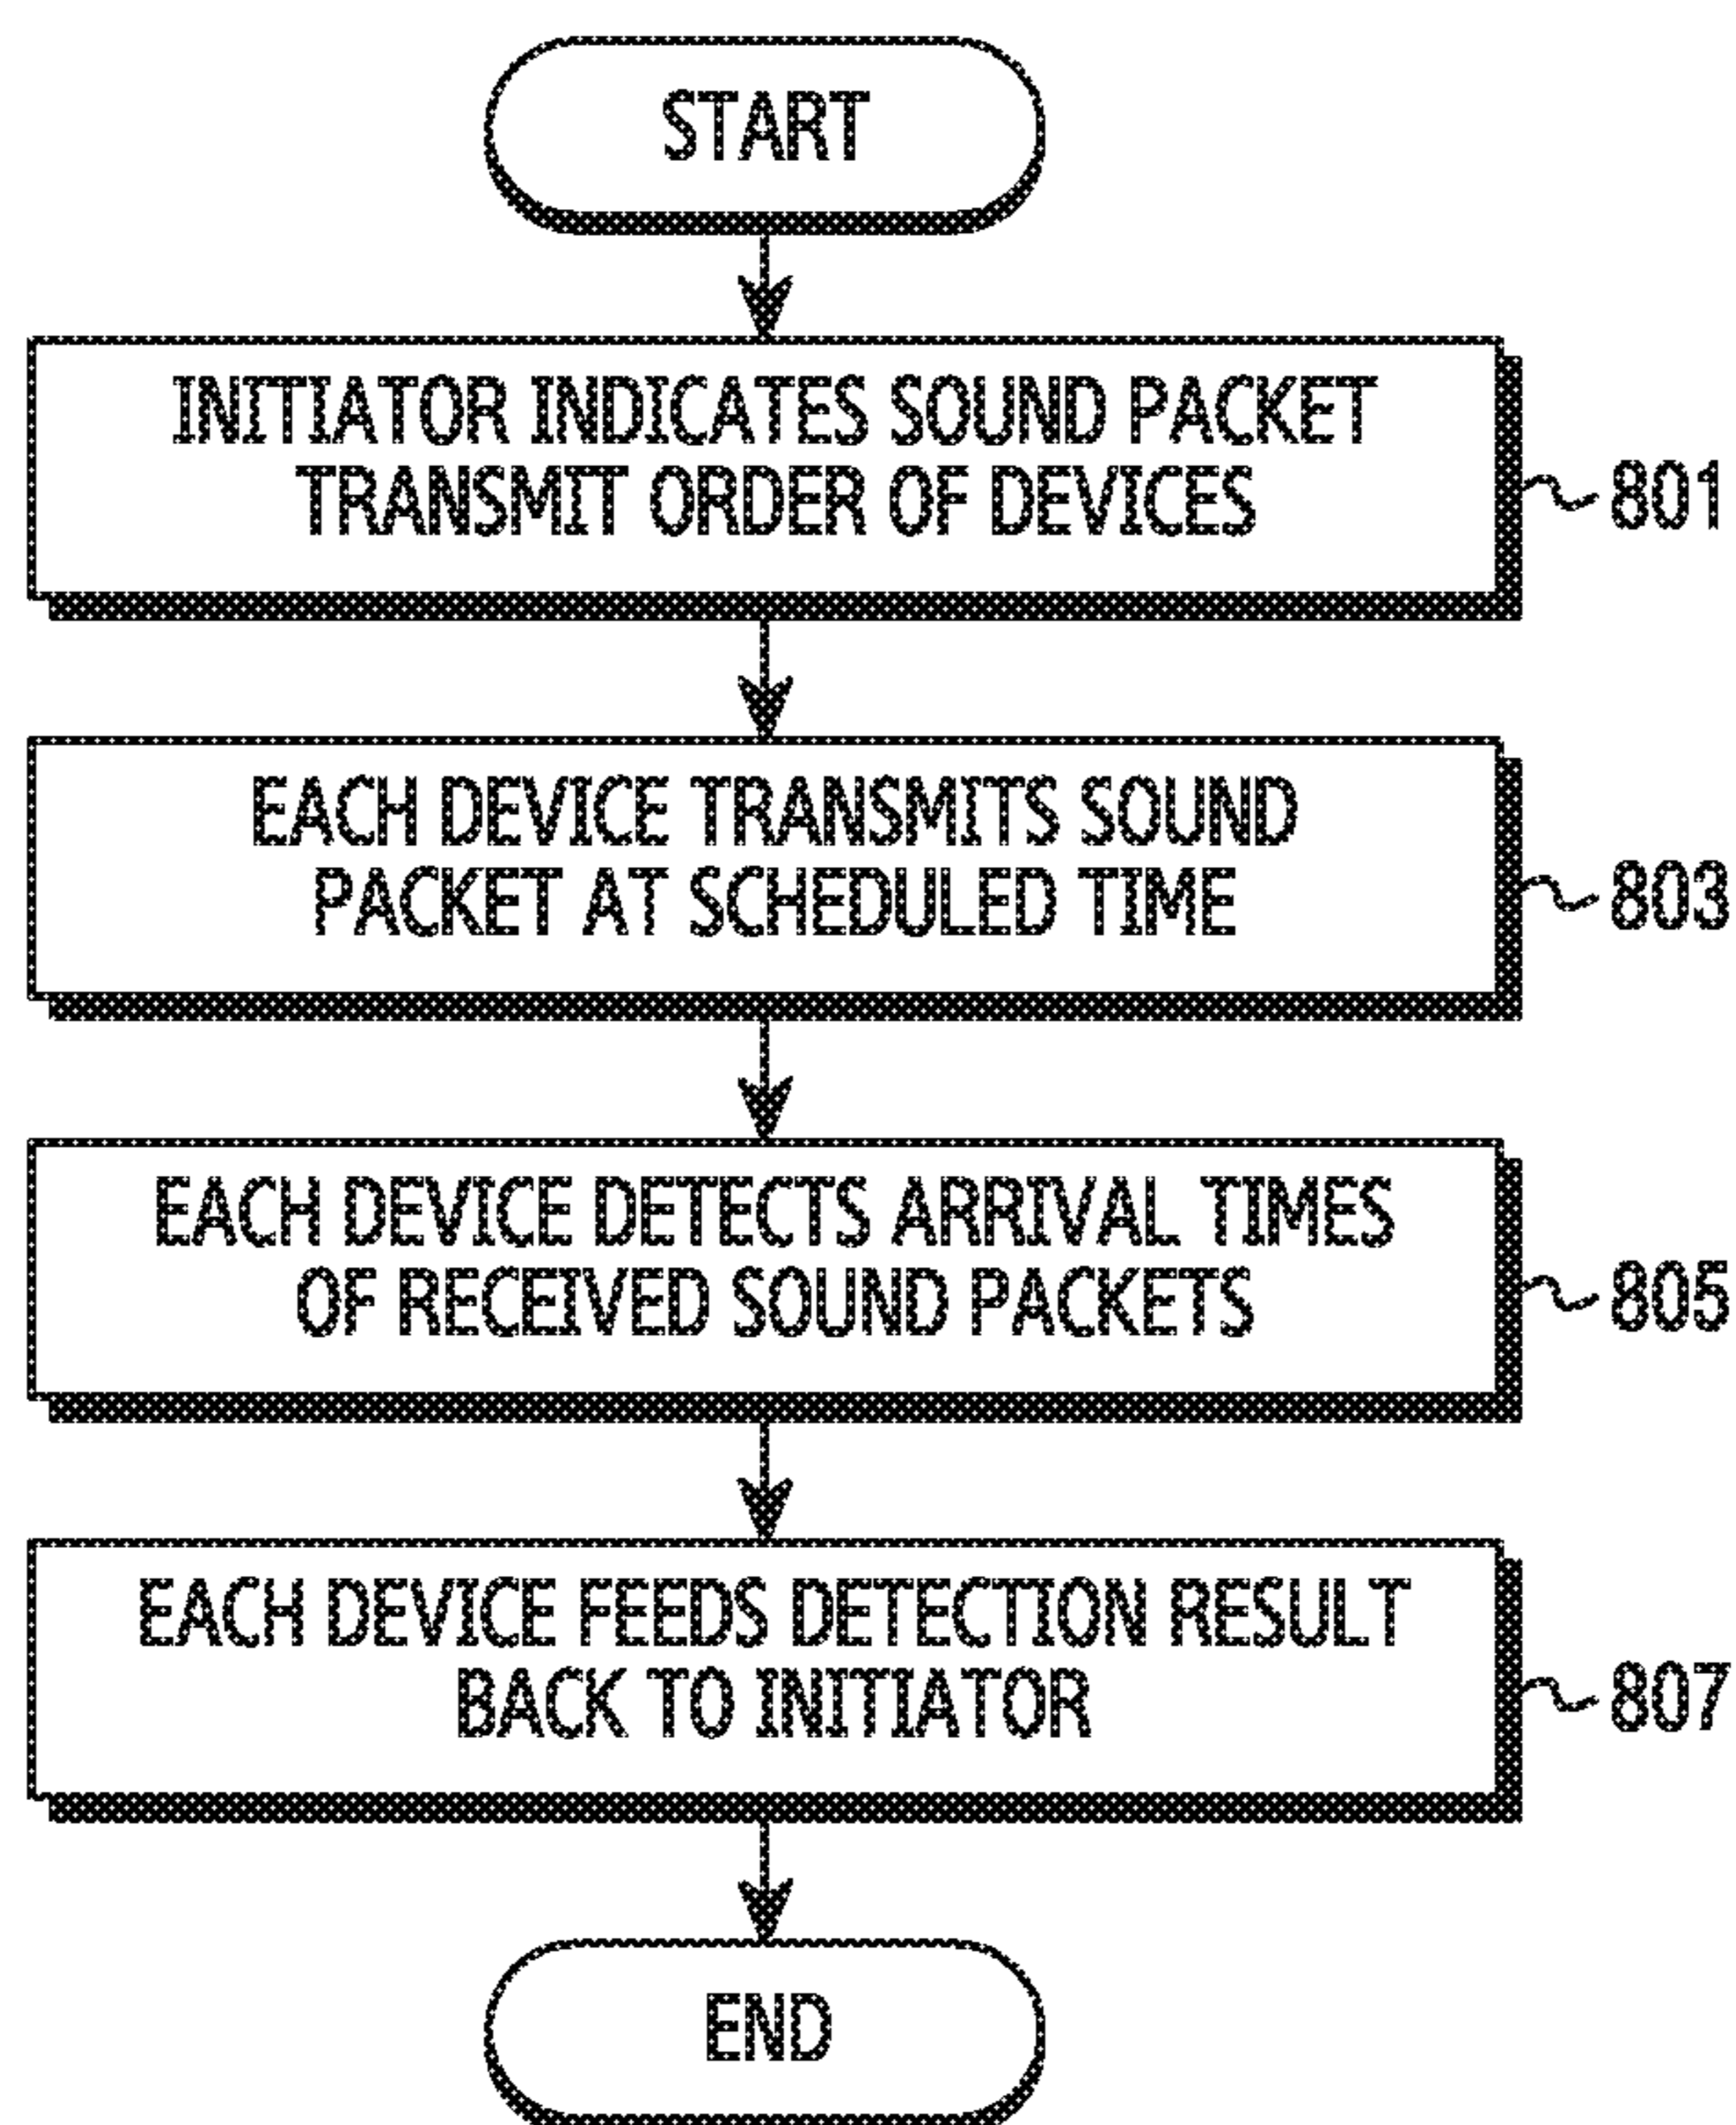 START
INITIATOR INDICATES SOUND PACKET
TRANSMIT ORDER OF DEVICES
801
EACH DEVICE TRANSMITS SOUND
PACKET AT SCHEDULED TIME
803
EACH DEVICE DETECTS ARRIVAL TIMES
OF RECEIVED SOUND PACKETS
805
EACH DEVICE FEEDS DETECTION RESULT
BACK TO INITIATOR
807
END